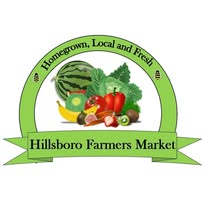 Homegrown, Local and Fresh
Hillsboro Farmers Market